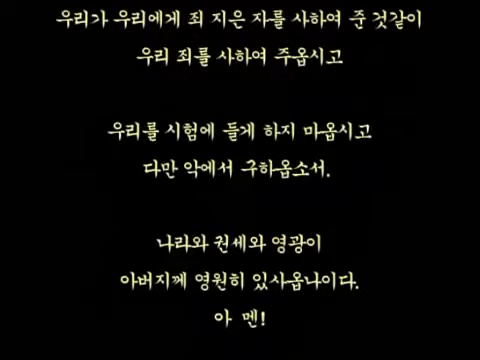 우리가 우리에게 죄 지은 자를 사하여 준 것같이
우리 죄를 사하여 주옵시고
우리를 시험에 들게 하지 마옵시고
다만 악에서 구하옵소서.
나라와 권세와 영광이
아버지께 영원히 있사옵나이다.
아 멘!